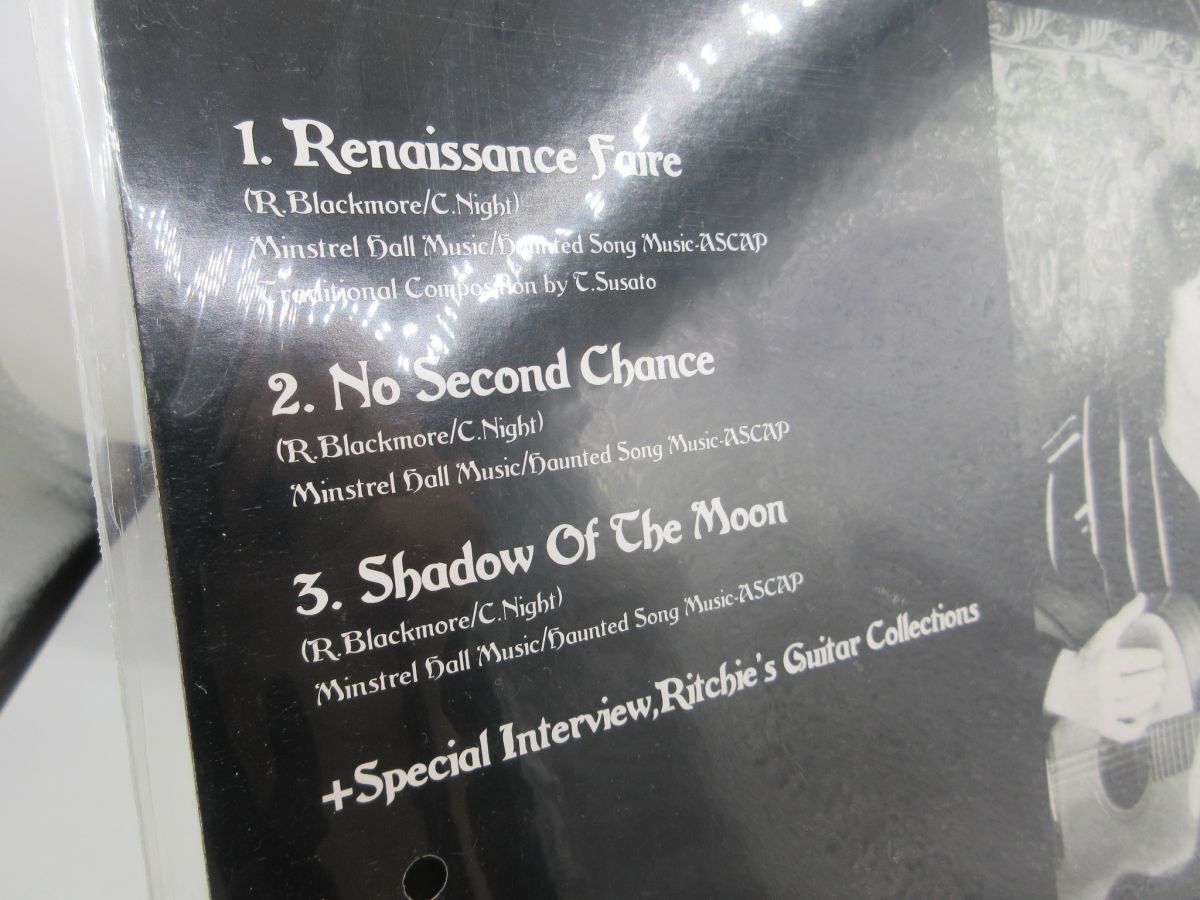 1. Renaissance Faire
(R.Blackmore/C.Night)
Minstrel Hall Music/Haunted Song Music-ASCAP
Traditional Composition by T.Susato
2. No Second Chance
(R.Blackmore/C.Night)
Minstrel Hall Music/Haunted Song Music-ASCAP
3. Shadow Of The Moon
(R.Blackmore/C.Night)
Minstrel Hall Music/Haunted Song Music-ASCAP
+Special Interview,Ritchie's Guitar Collections